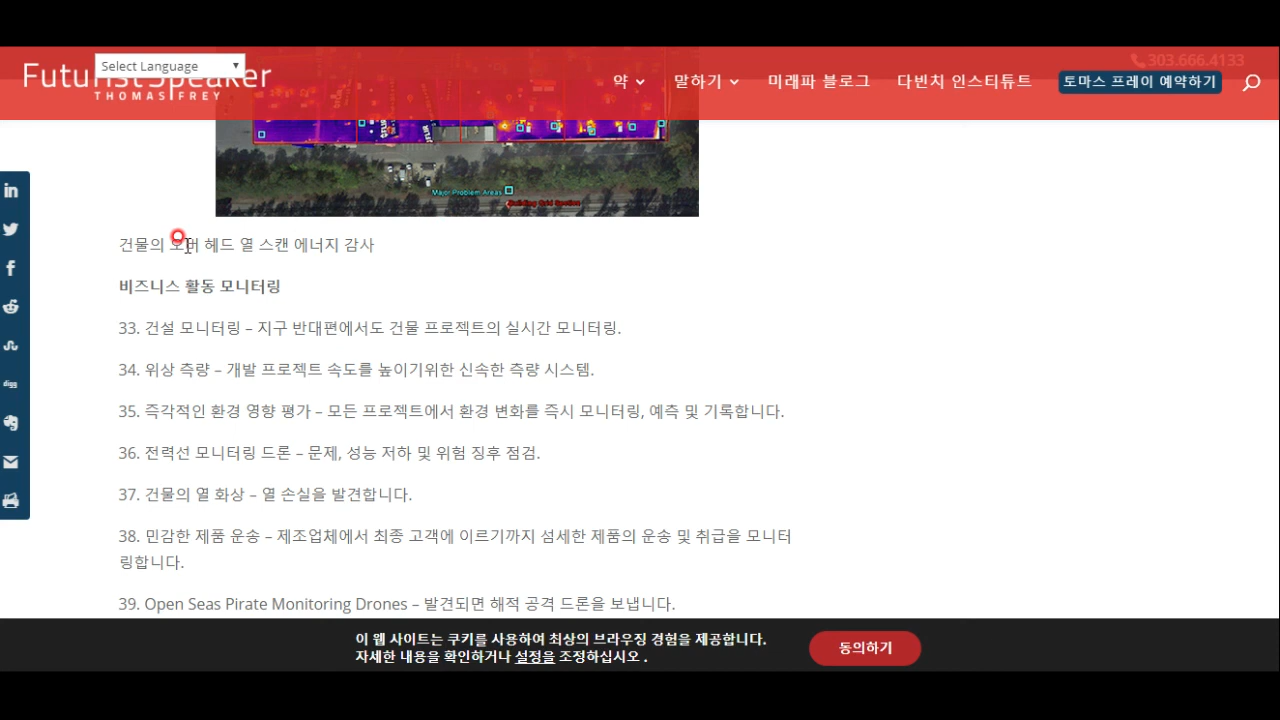 Select Language ▼
Futurist Speaker
THOMAS FREY
303.666.4133
약
말하기
미래파 블로그
다빈치 인스티튜트
토마스 프레이 예약하기
Major Problem Areas
Building Grid Section
건물의 오버 헤드 열 스캔 에너지 감사
비즈니스 활동 모니터링
33. 건설 모니터링 – 지구 반대편에서도 건물 프로젝트의 실시간 모니터링.
34. 위상 측량 – 개발 프로젝트 속도를 높이기위한 신속한 측량 시스템.
35. 즉각적인 환경 영향 평가 – 모든 프로젝트에서 환경 변화를 즉시 모니터링, 예측 및 기록합니다.
36. 전력선 모니터링 드론 – 문제, 성능 저하 및 위험 징후 점검.
37. 건물의 열 화상 – 열 손실을 발견합니다.
38. 민감한 제품 운송 – 제조업체에서 최종 고객에 이르기까지 섬세한 제품의 운송 및 취급을 모니터
링합니다.
39. Open Seas Pirate Monitoring Drones – 발견되면 해적 공격 드론을 보냅니다.
in
digg
이 웹 사이트는 쿠키를 사용하여 최상의 브라우징 경험을 제공합니다.
자세한 내용을 확인하거나 설정을 조정하십시오 .
동의하기